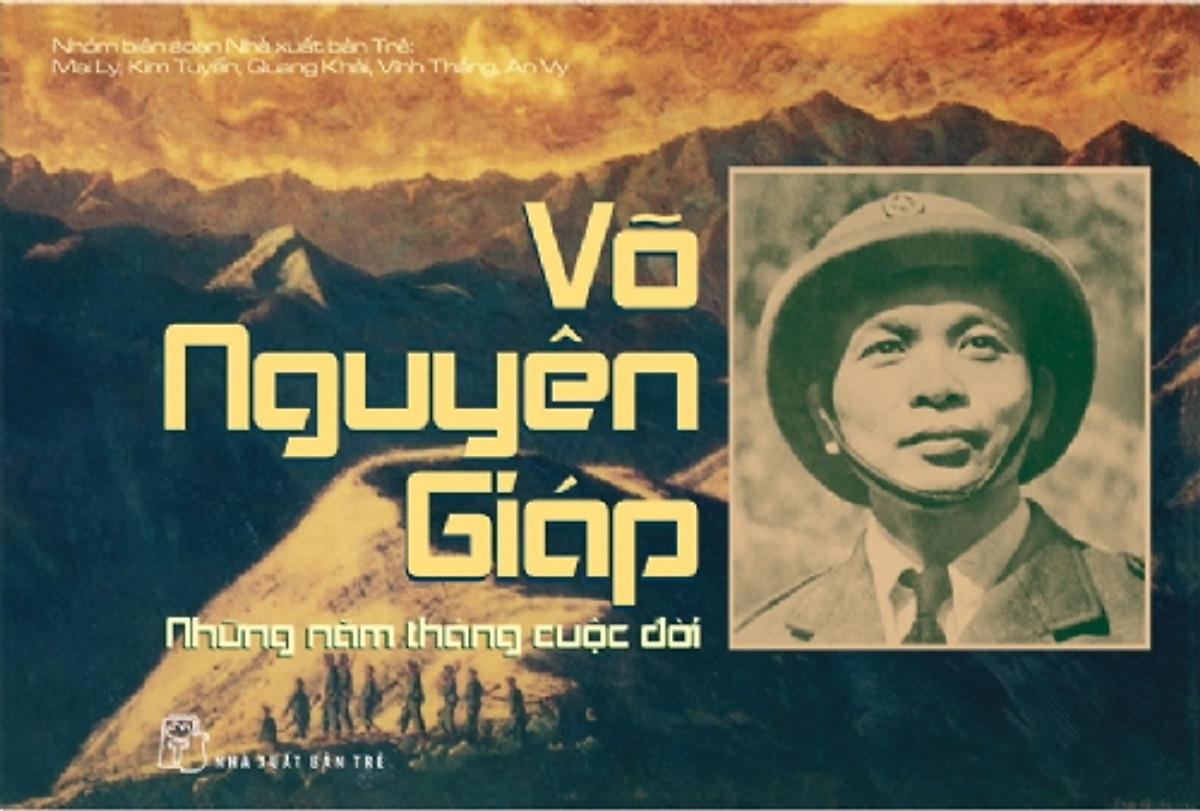 Nhóm biên soạn Nhà xuất bản Trẻ:
Mai Ly, Kim Tuyến, Quang Khải, Vĩnh Thắng, An Vy
Võ
Nguyên
Giáp
Những năm tháng cuộc đời
NHÀ XUẤT BẢN TRẺ